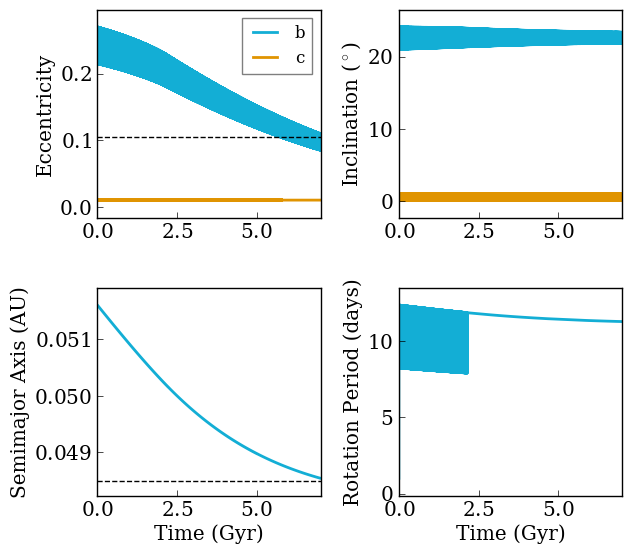 Eccentricity
0.2
0.1
0.0
b
c
0.0 2.5 5.0
Inclination (°)
20
10
0
0.0 2.5 5.0
Semimajor Axis (AU)
0.051
0.050
0.049
0.0 2.5 5.0
Time (Gyr)
Rotation Period (days)
10
5
0
0.0 2.5 5.0
Time (Gyr)